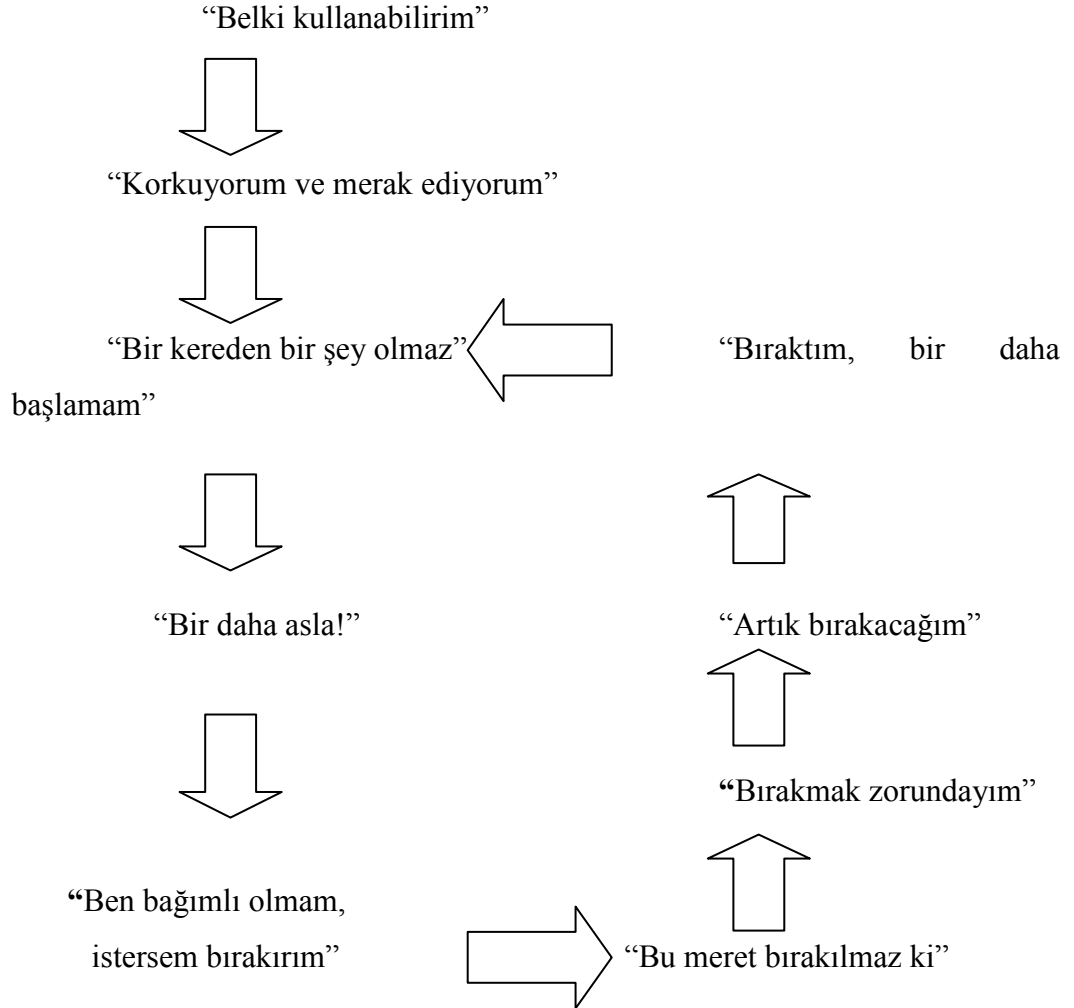 “Belki kullanabilirim”
“Korkuyorum ve merak ediyorum”
“Bir kereden bir şey olmaz” “Bıraktım, bir daha
başlamam”
“Bir daha asla!” “Artık bırakacağım”
“Bırakmak zorundayım”
“Ben bağımlı olmam,
istersem bırakırım” “Bu meret bırakılmaz ki”